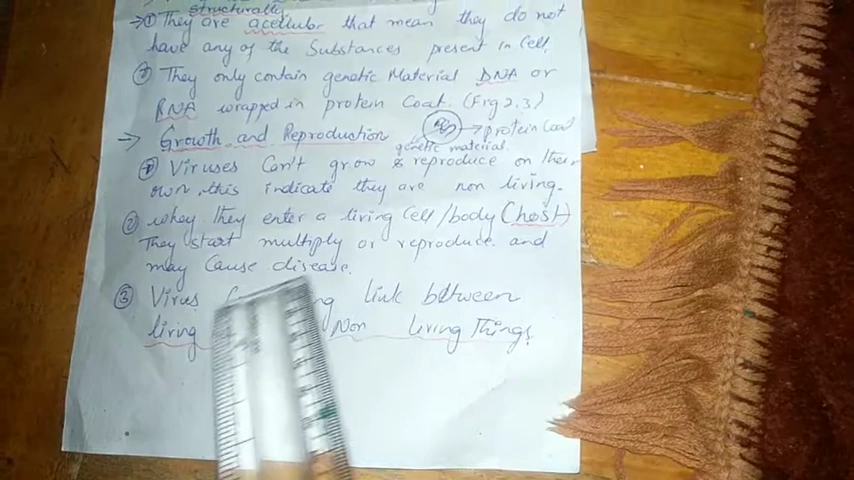 structurally
→① They are acellular that mean they do not
have any of the Substances present in Cell.
② They only contain genetic Material DNA or
RNA wrapped in protein Coat. (Frg 2.3)
→protein Coat
→ Growth and Reproduction
genetic material
① Viruses Can't grow & reproduce on their
own. this indicate they are non living.
② whey they enter a living Cell/body (host)
They start multiply or reproduce. and
may Cause disease.
③ Virus link between
living Non living Things.